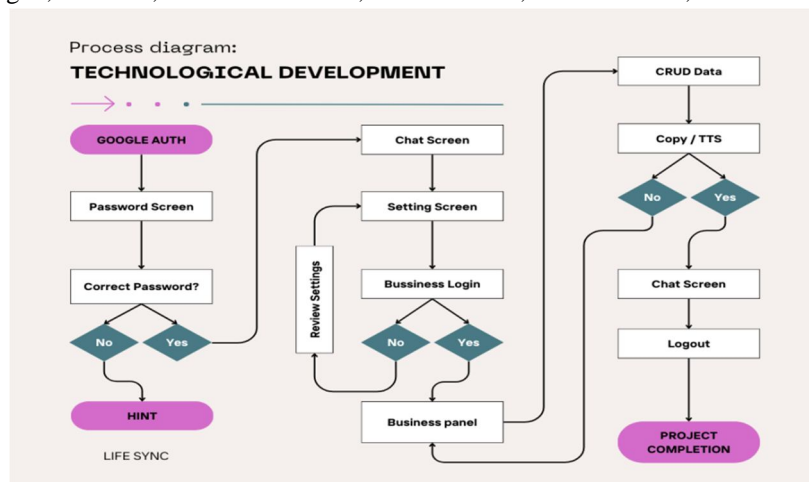 Process diagram:
TECHNOLOGICAL DEVELOPMENT
GOOGLE AUTH
Password Screen
Correct Password?
No
Yes
HINT
LIFE SYNC
Chat Screen
Setting Screen
Review Settings
Bussiness Login
No
Yes
Business panel
CRUD Data
Copy / TTS
No
Yes
Chat Screen
Logout
PROJECT
COMPLETION